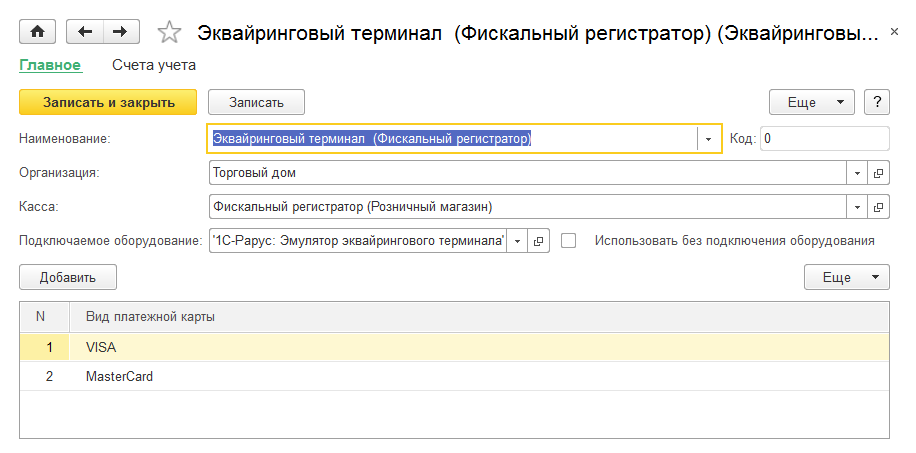 Эквайринговый терминал (Фискальный регистратор) (Эквайринговы...
Главное Счета учета
Записать и закрыть Записать Еще ?
Наименование: Эквайринговый терминал (Фискальный регистратор) Код: 0
Организация: Торговый дом
Касса: Фискальный регистратор (Розничный магазин)
Подключаемое оборудование: '1С-Рарус: Эмулятор эквайрингового терминала' Использовать без подключения оборудования
Добавить Еще
N Вид платежной карты
1 VISA
2 MasterCard